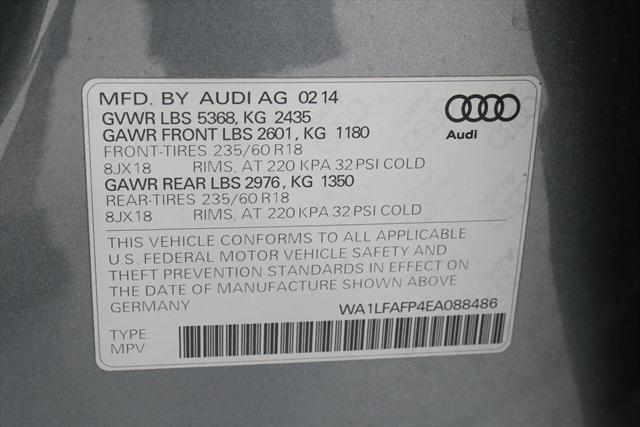 MFD. BY AUDI AG 02 14
GVWR LBS 5368, KG 2435
GAWR FRONT LBS 2601, KG 1180
FRONT-TIRES 235/60 R18
8JX18 RIMS, AT 220 KPA 32 PSI COLD
GAWR REAR LBS 2976, KG 1350
REAR-TIRES 235/60 R18
8JX18 RIMS, AT 220 KPA 32 PSI COLD
Audi
THIS VEHICLE CONFORMS TO ALL APPLICABLE
U.S. FEDERAL MOTOR VEHICLE SAFETY AND
THEFT PREVENTION STANDARDS IN EFFECT ON
THE DATE OF MANUFACTURE SHOWN ABOVE.
GERMANY WA1LFAFP4EA088486
TYPE:
MPV